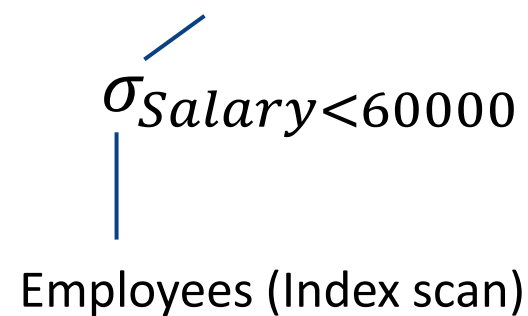 σSalary<60000
Employees (Index scan)